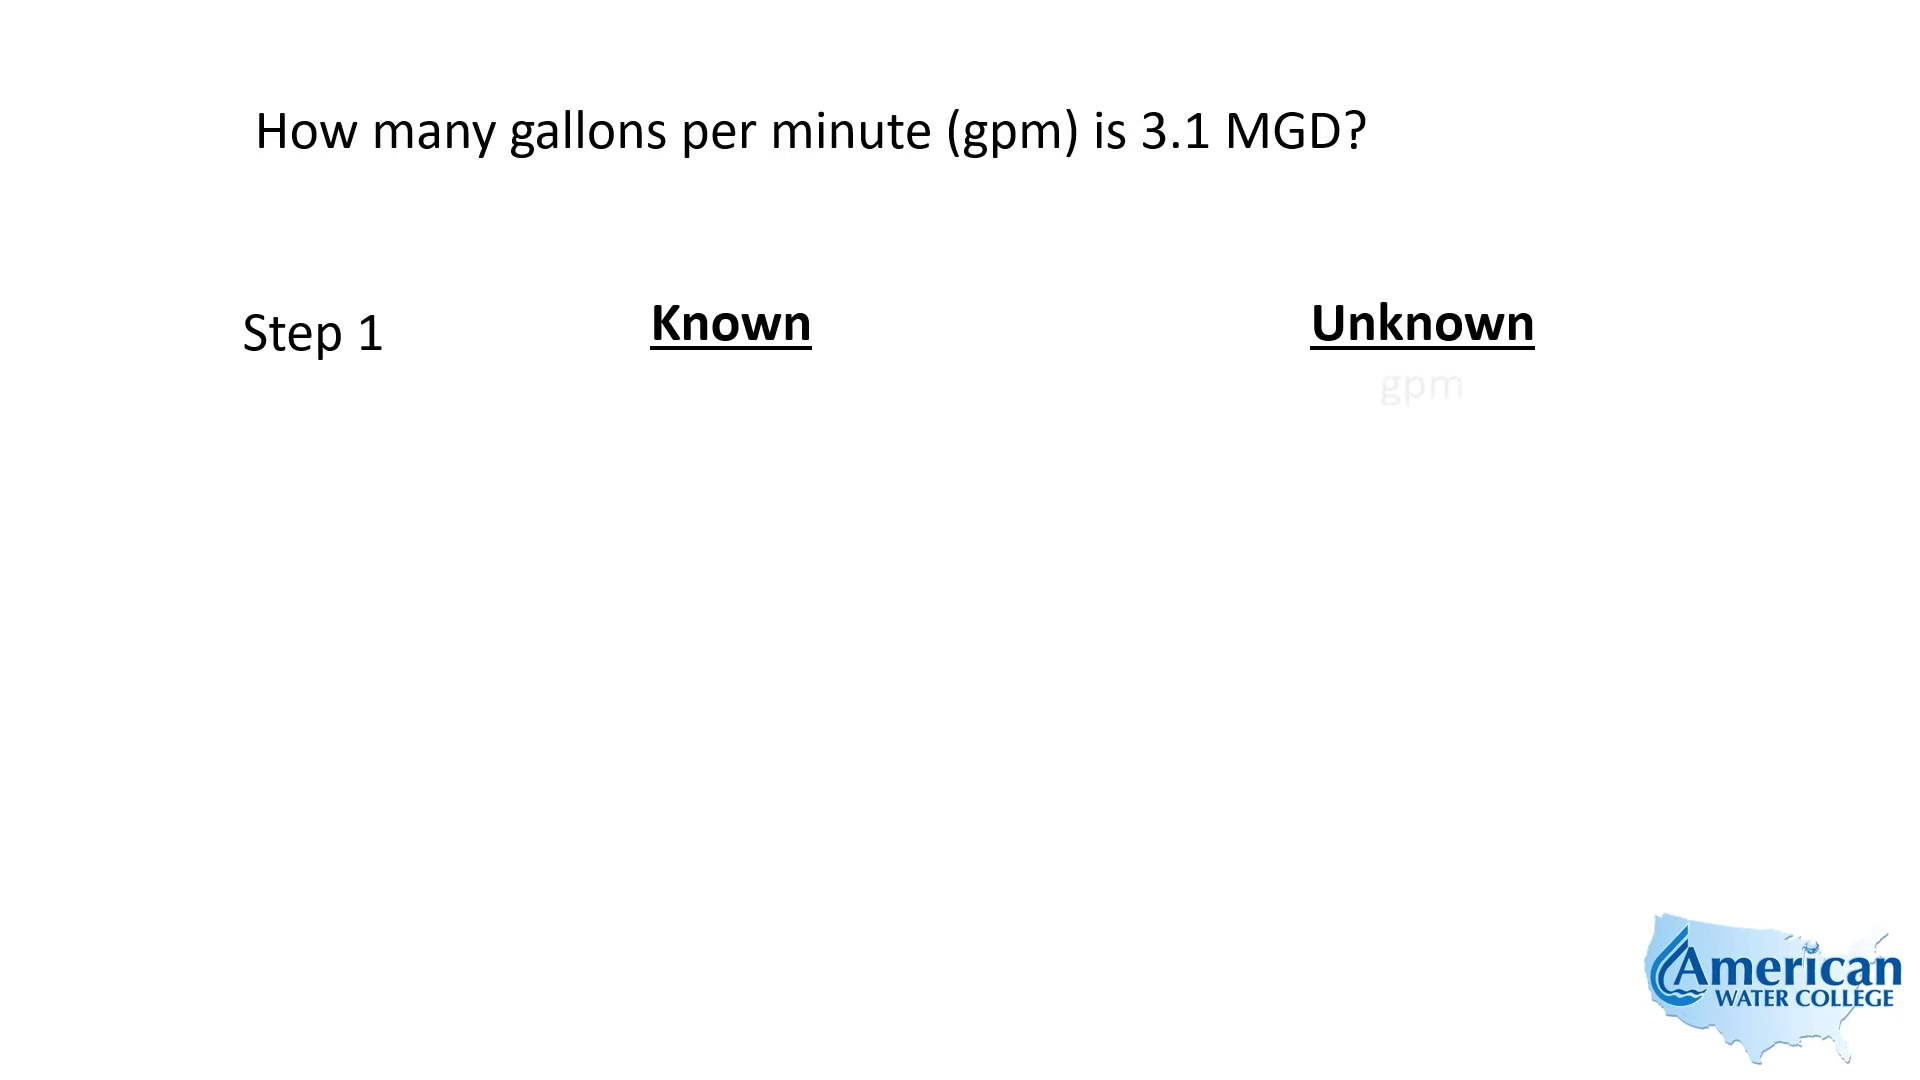 How many gallons per minute (gpm) is 3.1 MGD?
Step 1
Known
Unknown
gpm
American
WATER COLLEGE